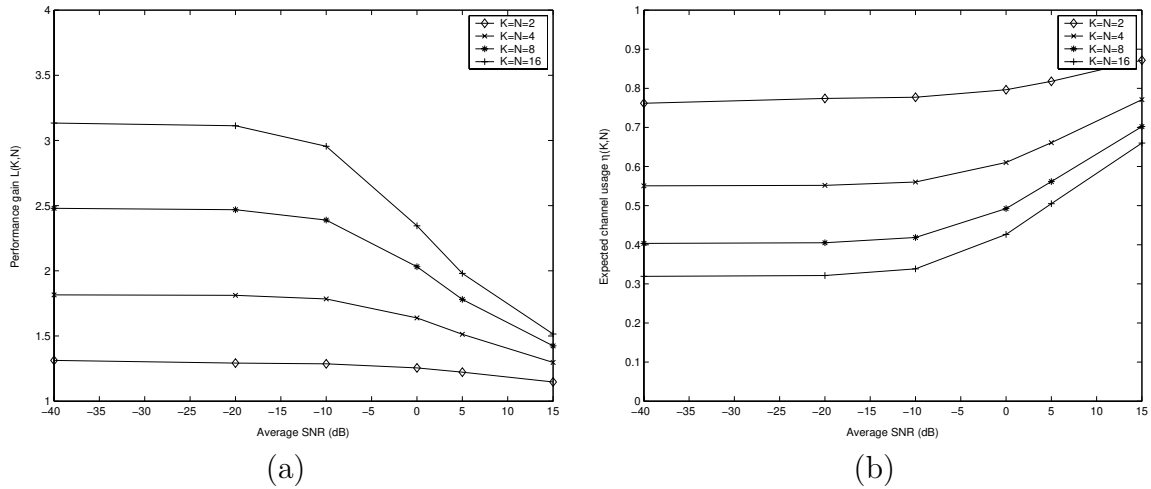 4
3.5
3
2.5
2
1.5
1
−40 −35 −30 −25 −20 −15 −10 −5 0 5 10 15
Performance gain L(K,N)
Average SNR (dB)
K=N=2
K=N=4
K=N=8
K=N=16
(a)
1
0.9
0.8
0.7
0.6
0.5
0.4
0.3
0.2
0.1
0
−40 −35 −30 −25 −20 −15 −10 −5 0 5 10 15
Expected channel usage η(K,N)
Average SNR (dB)
K=N=2
K=N=4
K=N=8
K=N=16
(b)